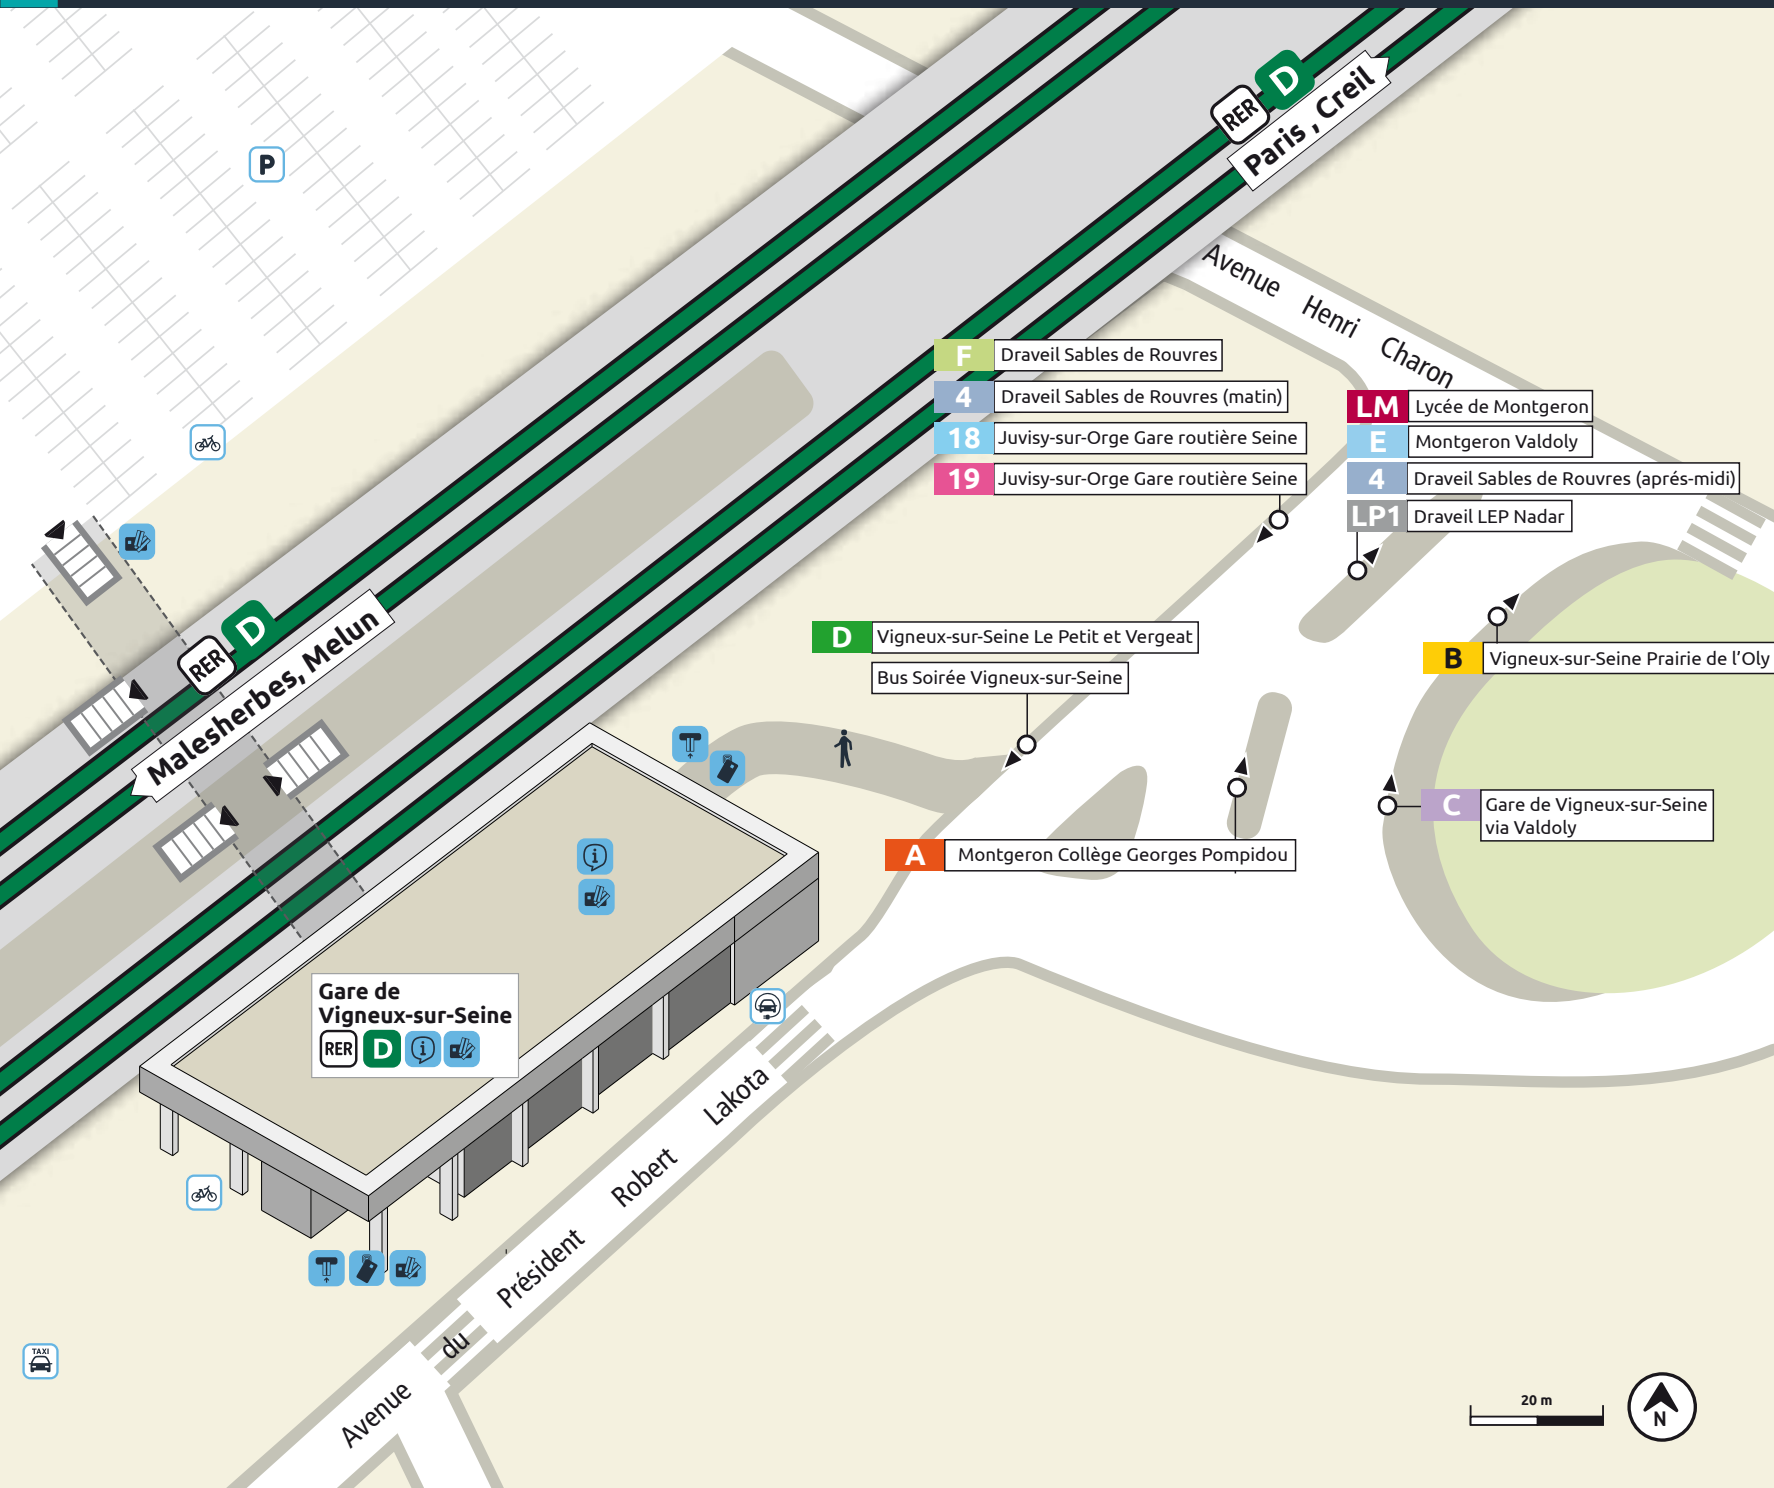 RER D
Paris , Creil
P
Avenue Henri Charon
F Draveil Sables de Rouvres
4 Draveil Sables de Rouvres (matin)
18 Juvisy-sur-Orge Gare routière Seine
19 Juvisy-sur-Orge Gare routière Seine
LM Lycée de Montgeron
E Montgeron Valdoly
4 Draveil Sables de Rouvres (aprés-midi)
LP1 Draveil LEP Nadar
RER D
Malesherbes, Melun
D Vigneux-sur-Seine Le Petit et Vergeat
Bus Soirée Vigneux-sur-Seine
B Vigneux-sur-Seine Prairie de l’Oly
C Gare de Vigneux-sur-Seine
via Valdoly
A Montgeron Collège Georges Pompidou
Gare de
Vigneux-sur-Seine
RER D
Avenue du Président Robert Lakota
TAXI
20 m
N